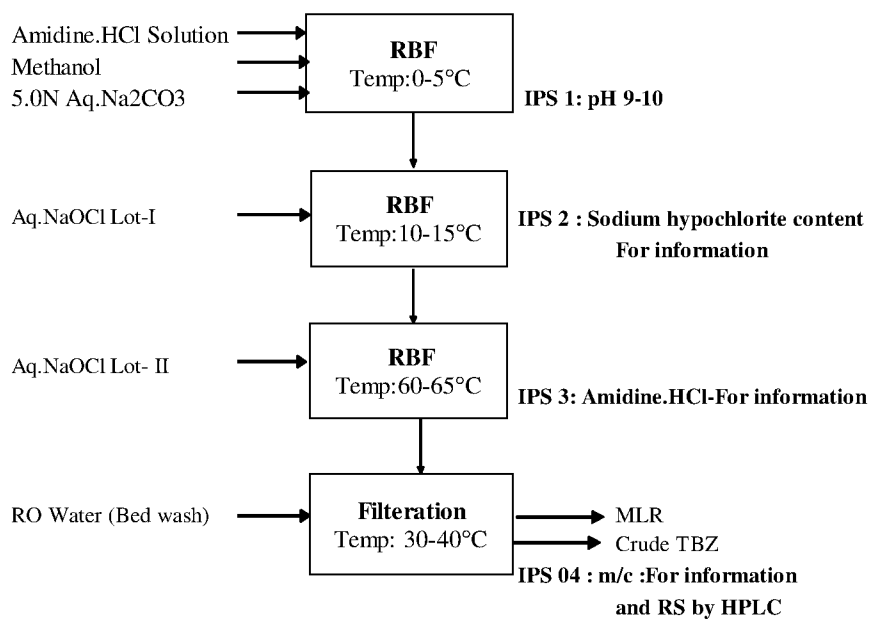 Amidine.HCl Solution
Methanol
5.0N Aq.Na2CO3
RBF
Temp:0-5°C
IPS 1: pH 9-10
Aq.NaOCl Lot-I
RBF
Temp:10-15°C
IPS 2 : Sodium hypochlorite content
For information
Aq.NaOCl Lot- II
RBF
Temp:60-65°C
IPS 3: Amidine.HCl-For information
RO Water (Bed wash)
Filteration
Temp: 30-40°C
MLR
Crude TBZ
IPS 04 : m/c :For information
and RS by HPLC